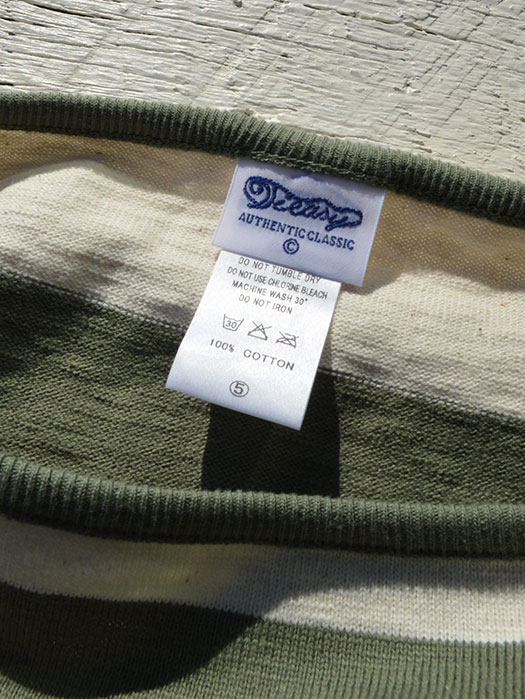 Tieasy
AUTHENTIC CLASSIC
©
DO NOT TUMBLE DRY
DO NOT USE CHLORINE BLEACH
MACHINE WASH 30°
DO NOT IRON
30
100% COTTON
5